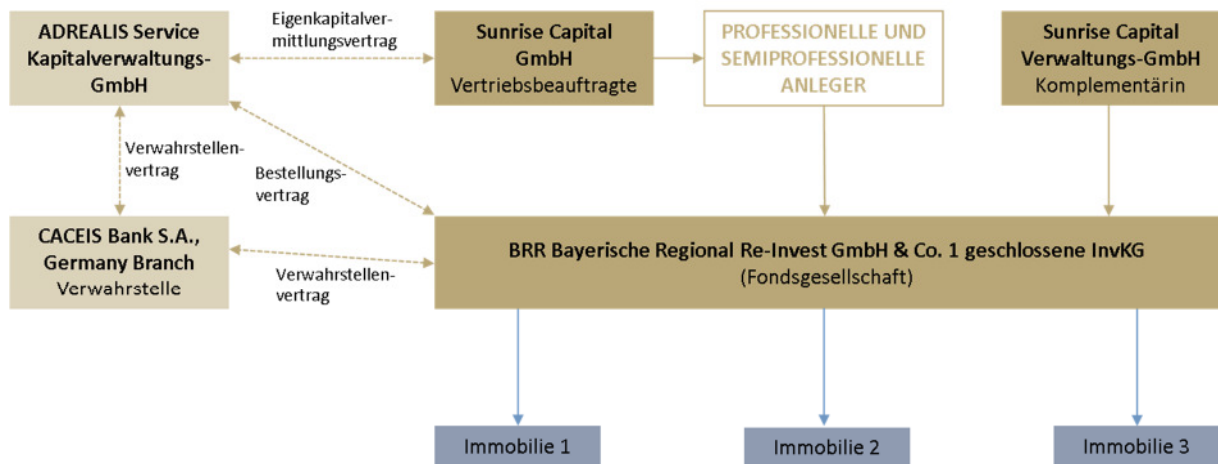 ADREALIS Service
Kapitalverwaltungs-
GmbH
Eigenkapitalver-
mittlungsvertrag
Sunrise Capital
GmbH
Vertriebsbeauftragte
PROFESSIONELLE UND
SEMIPROFESSIONELLE
ANLEGER
Sunrise Capital
Verwaltungs-GmbH
Komplementärin
Verwahrstellen-
vertrag
Bestellungs-
vertrag
CACEIS Bank S.A.,
Germany Branch
Verwahrstelle
Verwahrstellen-
vertrag
BRR Bayerische Regional Re-Invest GmbH & Co. 1 geschlossene InvKG
(Fondsgesellschaft)
Immobilie 1
Immobilie 2
Immobilie 3